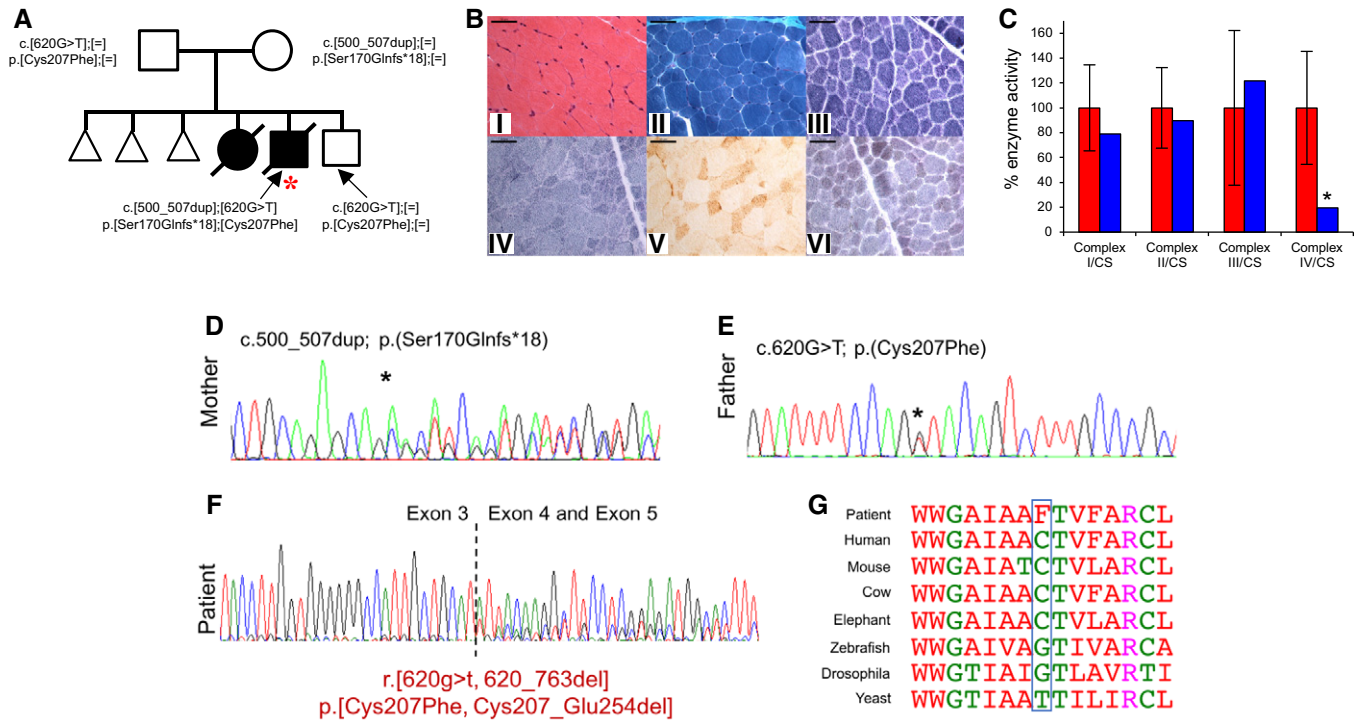 A
c.[620G>T];[=]
p.[Cys207Phe];[=]
c.[500_507dup];[=]
p.[Ser170Glnfs*18];[=]
*
c.[500_507dup];[620G>T]
p.[Ser170Glnfs*18];[Cys207Phe]
c.[620G>T];[=]
p.[Cys207Phe];[=]
B
I
II
III
IV
V
VI
C
% enzyme activity
160
140
120
100
80
60
40
20
0
*
Complex I/CS
Complex II/CS
Complex III/CS
Complex IV/CS
D
Mother
c.500_507dup; p.(Ser170Glnfs*18)
*
E
Father
c.620G>T; p.(Cys207Phe)
*
F
Patient
Exon 3
Exon 4 and Exon 5
r.[620g>t, 620_763del]
p.[Cys207Phe, Cys207_Glu254del]
G
Patient WWGAIAAFTVFARCL
Human WWGAIAACTVFARCL
Mouse WWGAIATCTVLARCL
Cow WWGAIAACTVFARCL
Elephant WWGAIAACTVLARCL
Zebrafish WWGAIVAGTIVARCA
Drosophila WWGTIAIGTLAVRTI
Yeast WWGTIAATTILIRCL